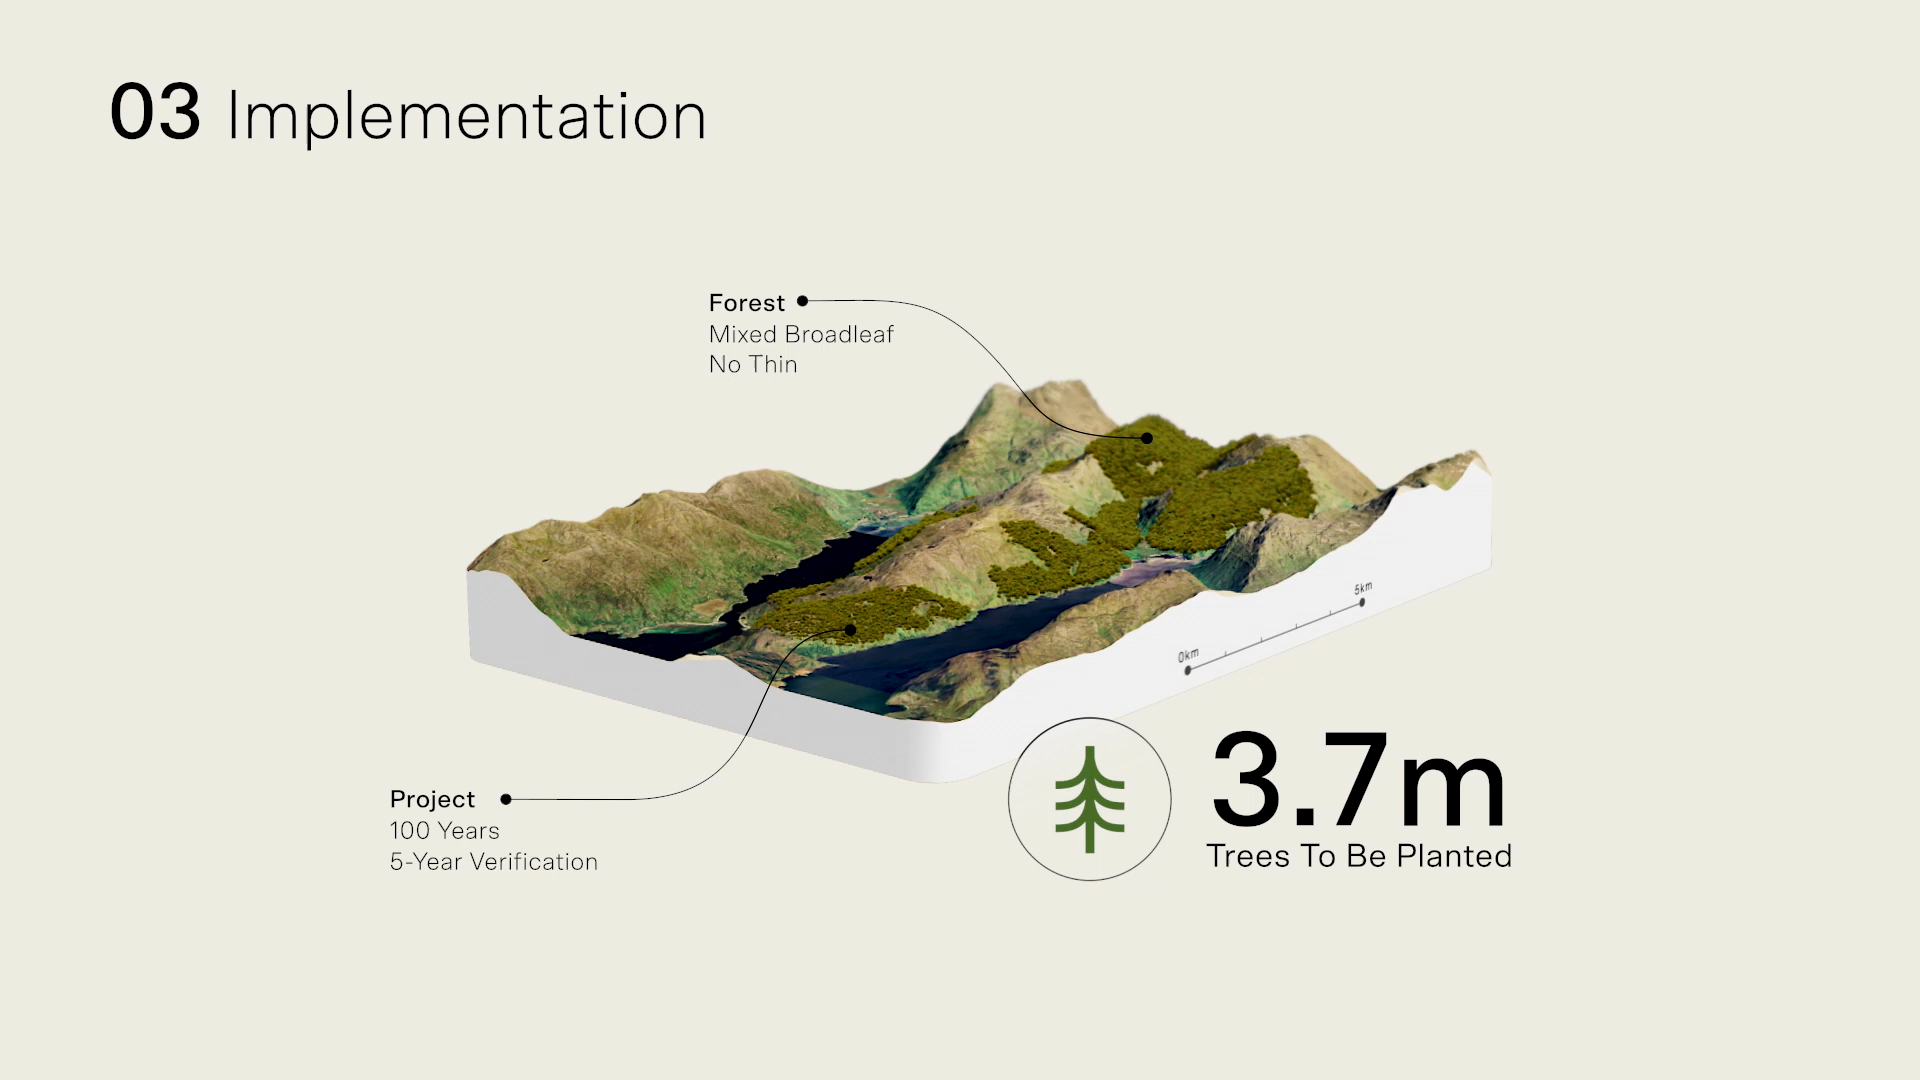 03 Implementation
Forest
Mixed Broadleaf
No Thin
5km
0km
Project
100 Years
5-Year Verification
3.7m
Trees To Be Planted